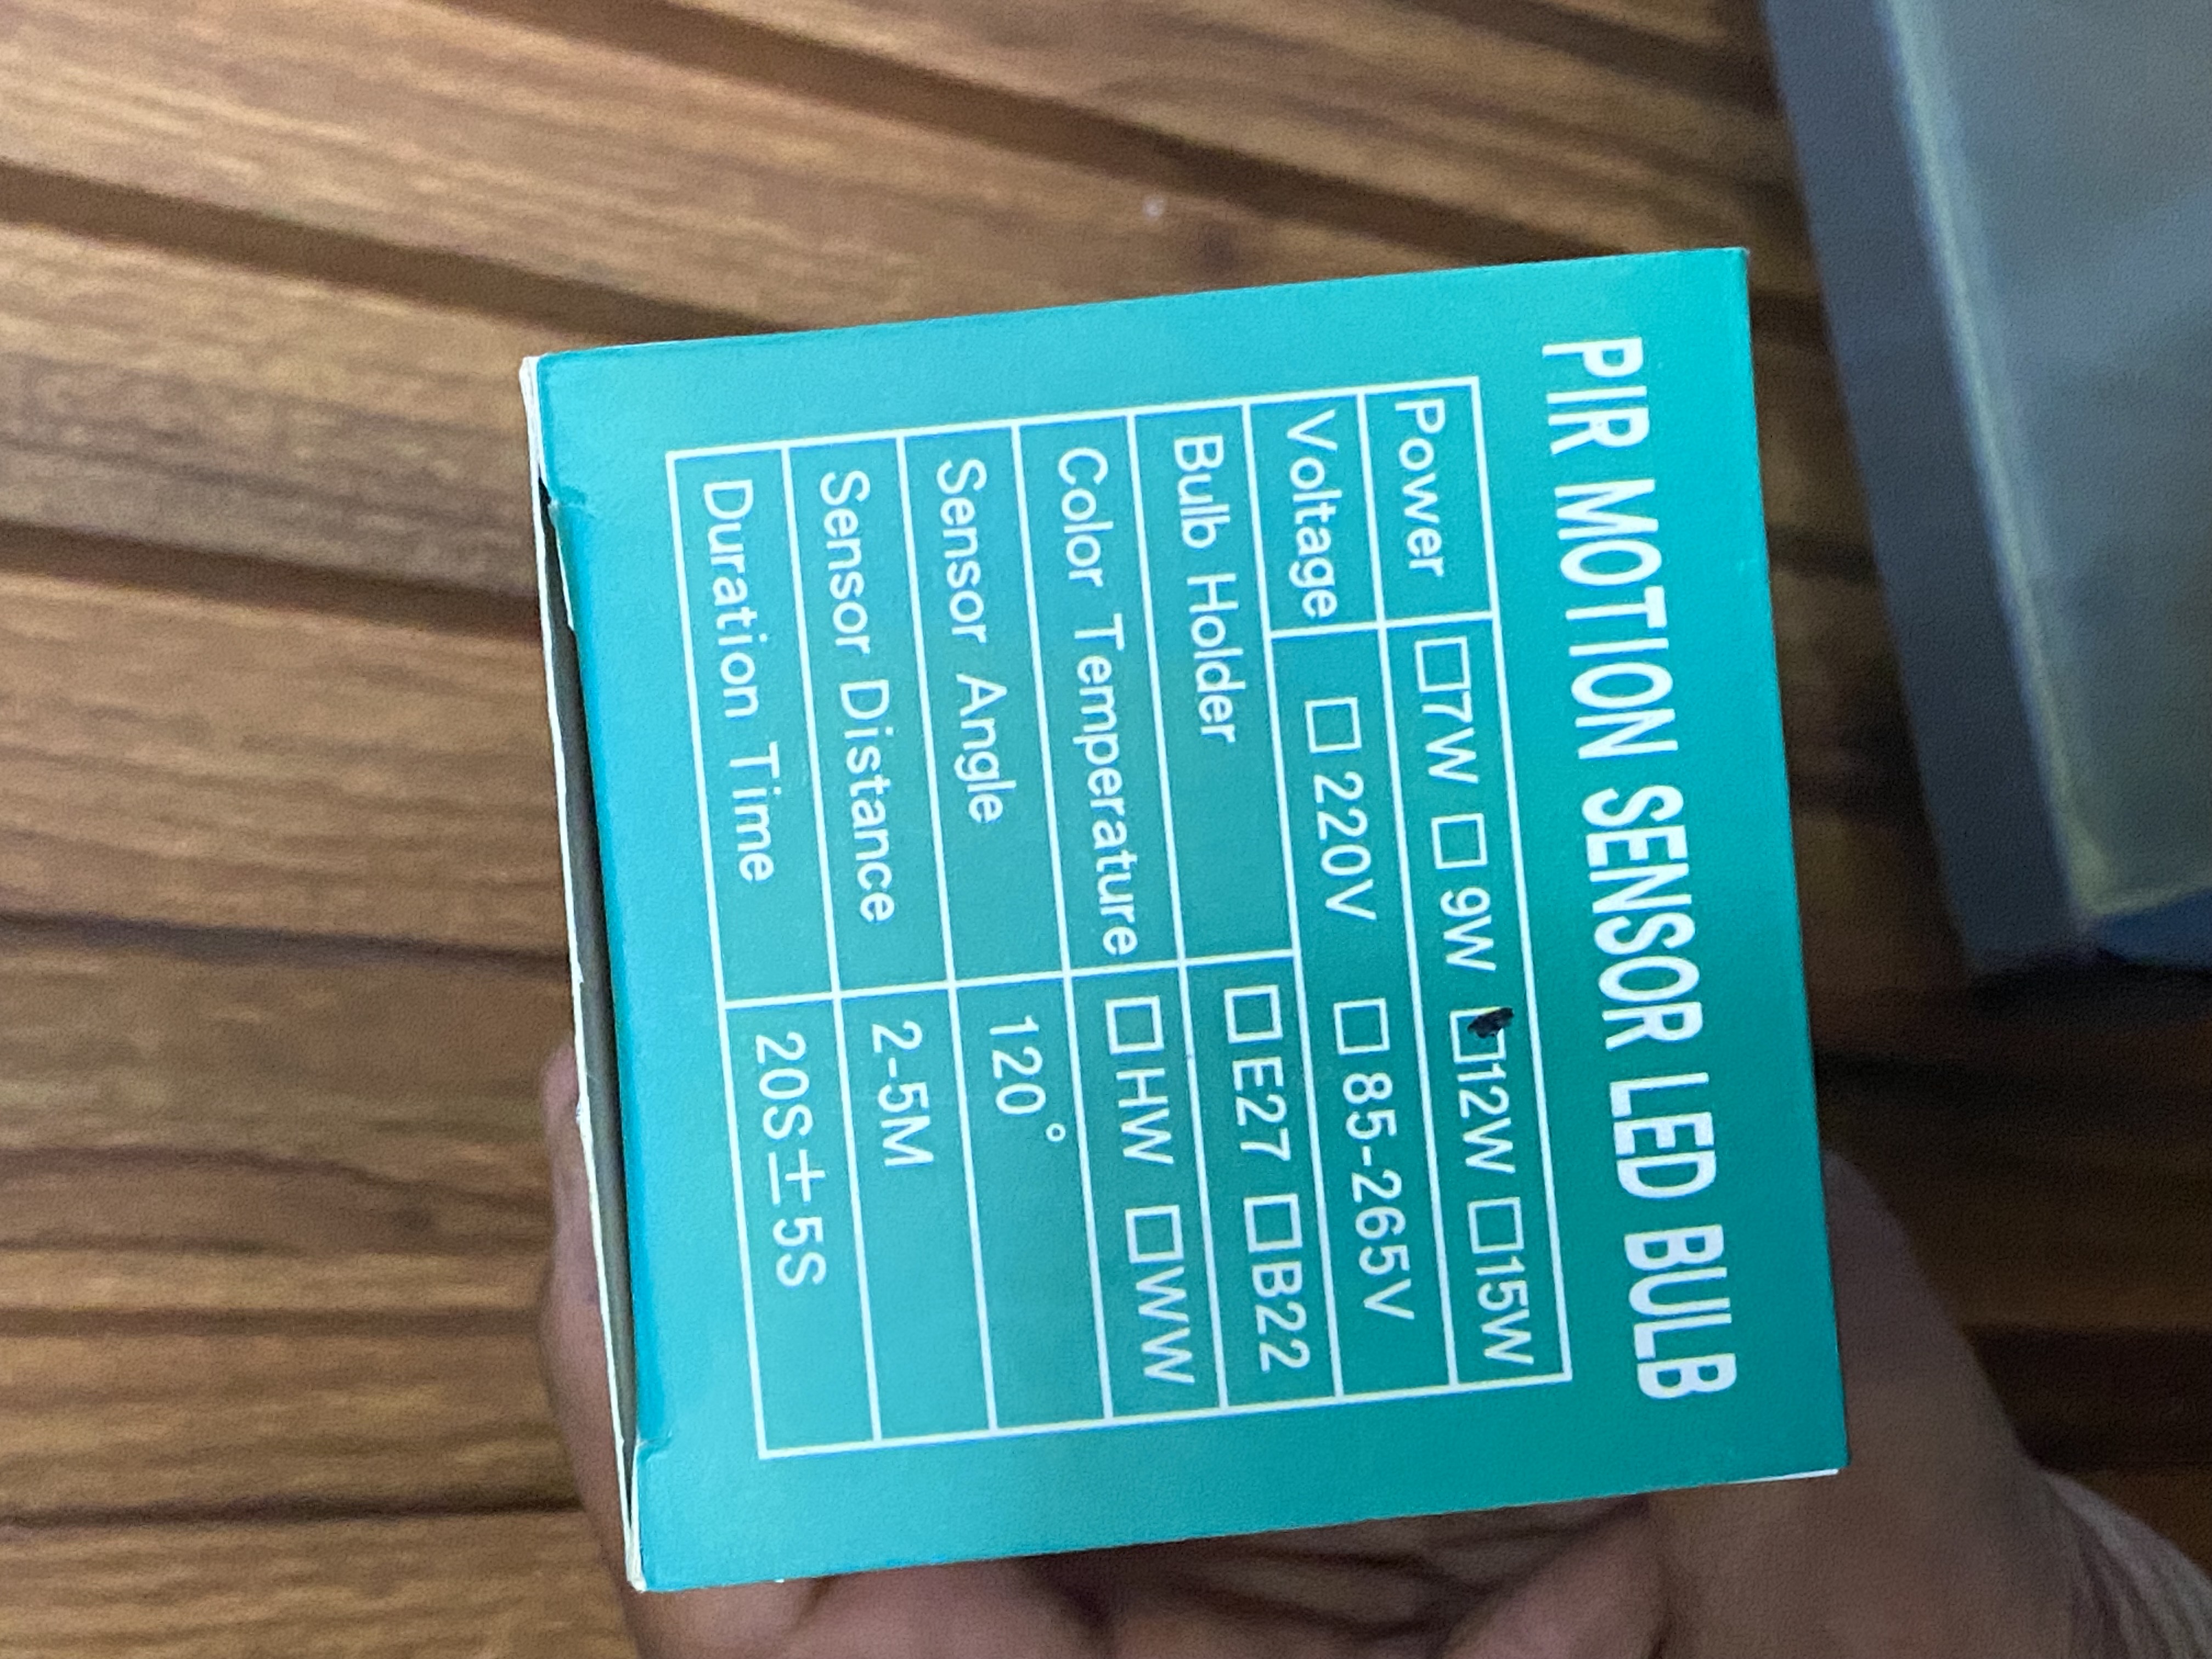 PIR MOTION SENSOR LED BULB
Power □7W □ 9W □12W □15W
Voltage □ 220V □ 85-265V
Bulb Holder □E27 □B22
Color Temperature □HW □WW
Sensor Angle 120°
Sensor Distance 2-5M
Duration Time 20S±5S